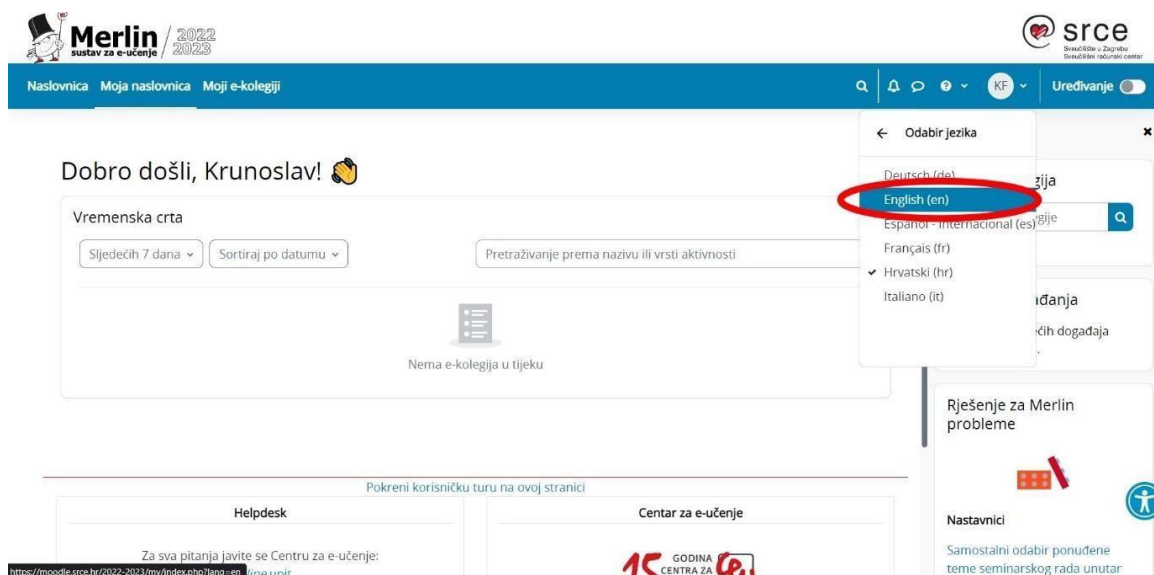 Merlin / 2022
sustav za e-učenje 2023
srce
Sveučilište u Zagrebu
Sveučilišni računski centar
Naslovnica Moja naslovnica Moji e-kolegiji
KF Uređivanje
Odabir jezika
Deutsch (de)
English (en)
Español - Internacional (es)
Français (fr)
Hrvatski (hr)
Italiano (it)
Dobro došli, Krunoslav!
Vremenska crta
Sljedećih 7 dana Sortiraj po datumu Pretraživanje prema nazivu ili vrsti aktivnosti
Nema e-kolegija u tijeku
Rješenje za Merlin
probleme
Nastavnici
Samostalni odabir ponuđene
teme seminarskog rada unutar
Pokreni korisničku turu na ovoj stranici
Helpdesk
Za sva pitanja javite se Centru za e-učenje:
Centar za e-učenje
15 GODINA
CENTRA ZA
https://moodle.srce.hr/2022-2023/my/index.php?lang=en